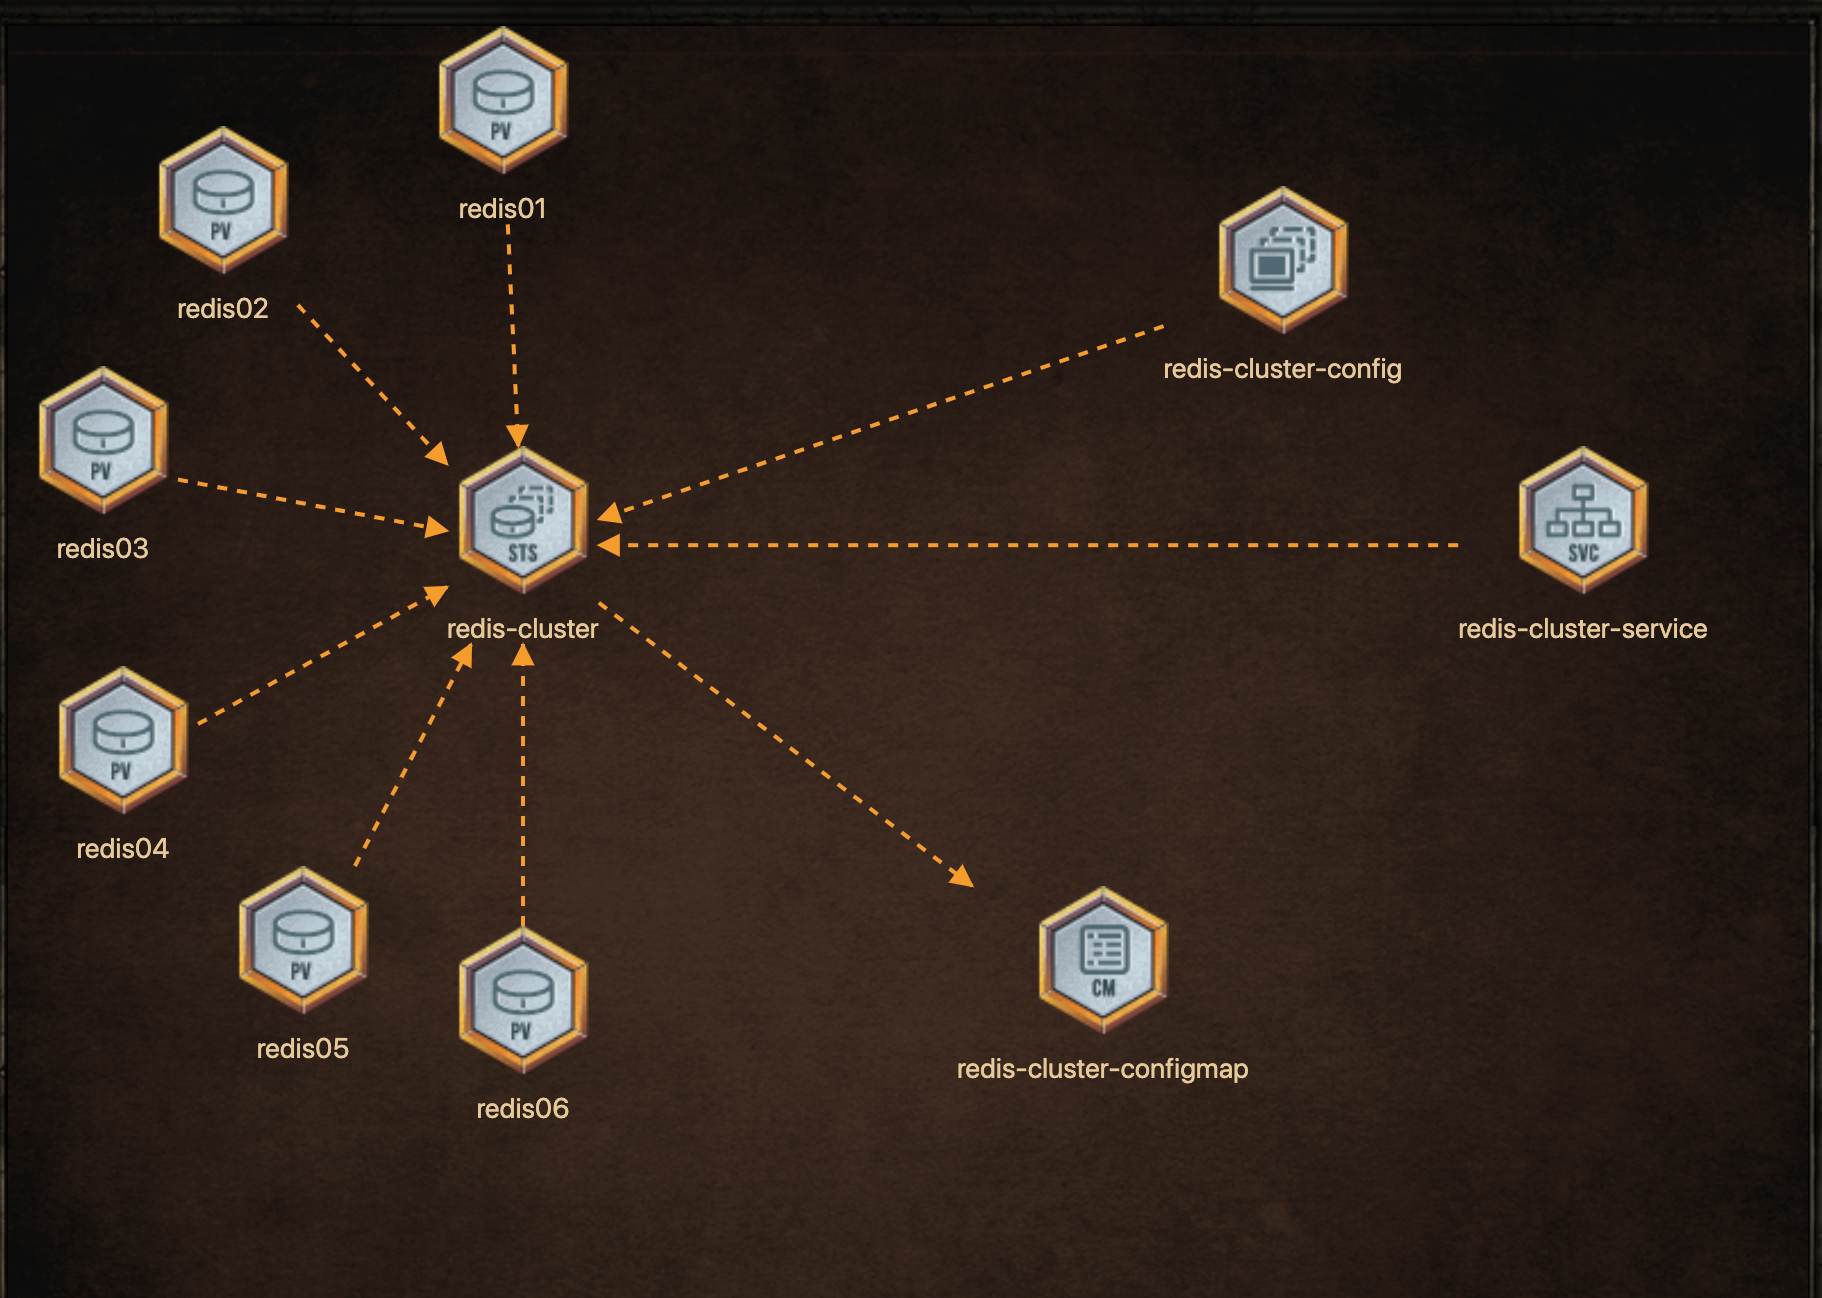 PV
redis01
PV
redis02
redis-cluster-config
PV
redis03
STS
redis-cluster
SVC
redis-cluster-service
PV
redis04
PV
redis05
PV
redis06
CM
redis-cluster-configmap